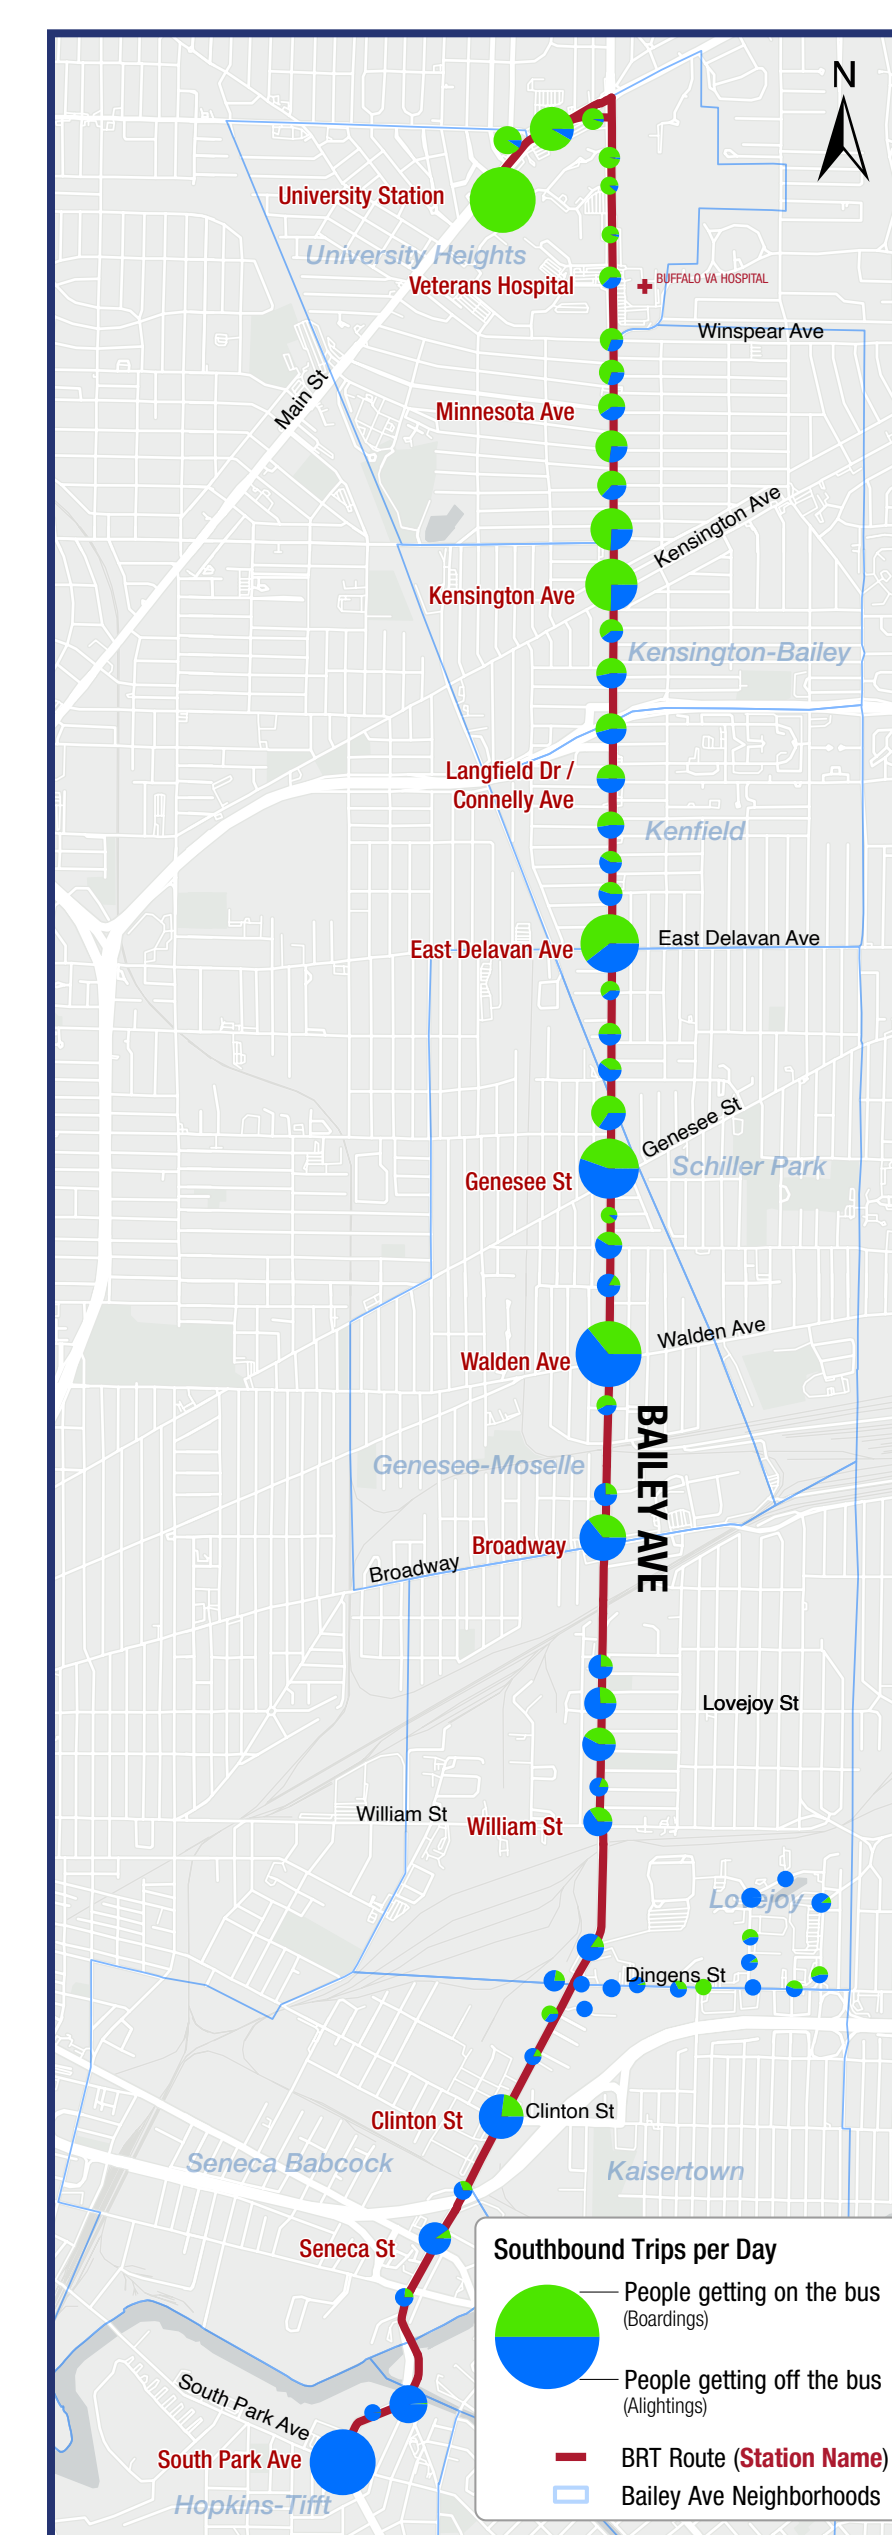 N
University Station
University Heights
Veterans Hospital
BUFFALO VA HOSPITAL
Winspear Ave
Main St
Minnesota Ave
Kensington Ave
Kensington Ave
Kensington-Bailey
Langfield Dr /
Connelly Ave
Kenfield
East Delavan Ave
East Delavan Ave
Genesee St
Schiller Park
Genesee St
Walden Ave
Walden Ave
BAILEY AVE
Genesee-Moselle
Broadway
Broadway
Lovejoy St
William St
William St
Lovejoy
Dingens St
Clinton St
Clinton St
Seneca Babcock
Kaisertown
Seneca St
Southbound Trips per Day
People getting on the bus
(Boardings)
People getting off the bus
(Alightings)
South Park Ave
South Park Ave
BRT Route (Station Name)
Bailey Ave Neighborhoods
Hopkins-Tifft